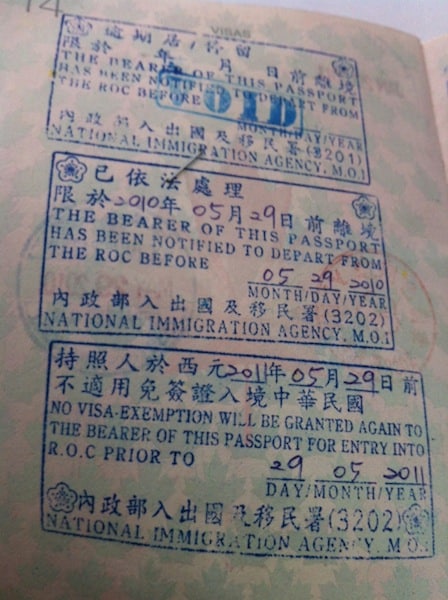 14
VISAS
逾期居/停留
限於 年 月 日前離境
THE BEARER OF THIS PASSPORT
HAS BEEN NOTIFIED TO DEPART FROM
THE ROC BEFORE
VOID
MONTH/DAY/YEAR
內政部入出國及移民署(3201)
NATIONAL IMMIGRATION AGENCY, M.O.I
已依法處理
限於2010年05月29日前離境
THE BEARER OF THIS PASSPORT
HAS BEEN NOTIFIED TO DEPART FROM
THE ROC BEFORE
05 29 2010
MONTH/DAY/YEAR
內政部入出國及移民署(3202)
NATIONAL IMMIGRATION AGENCY, M.O.I
持照人於西元2011年05月29日前
不適用免簽證入境中華民國
NO VISA-EXEMPTION WILL BE GRANTED AGAIN TO
THE BEARER OF THIS PASSPORT FOR ENTRY INTO
R.O.C PRIOR TO
29 05 2011
DAY/MONTH/YEAR
內政部入出國及移民署(3202)
NATIONAL IMMIGRATION AGENCY, M.O.I